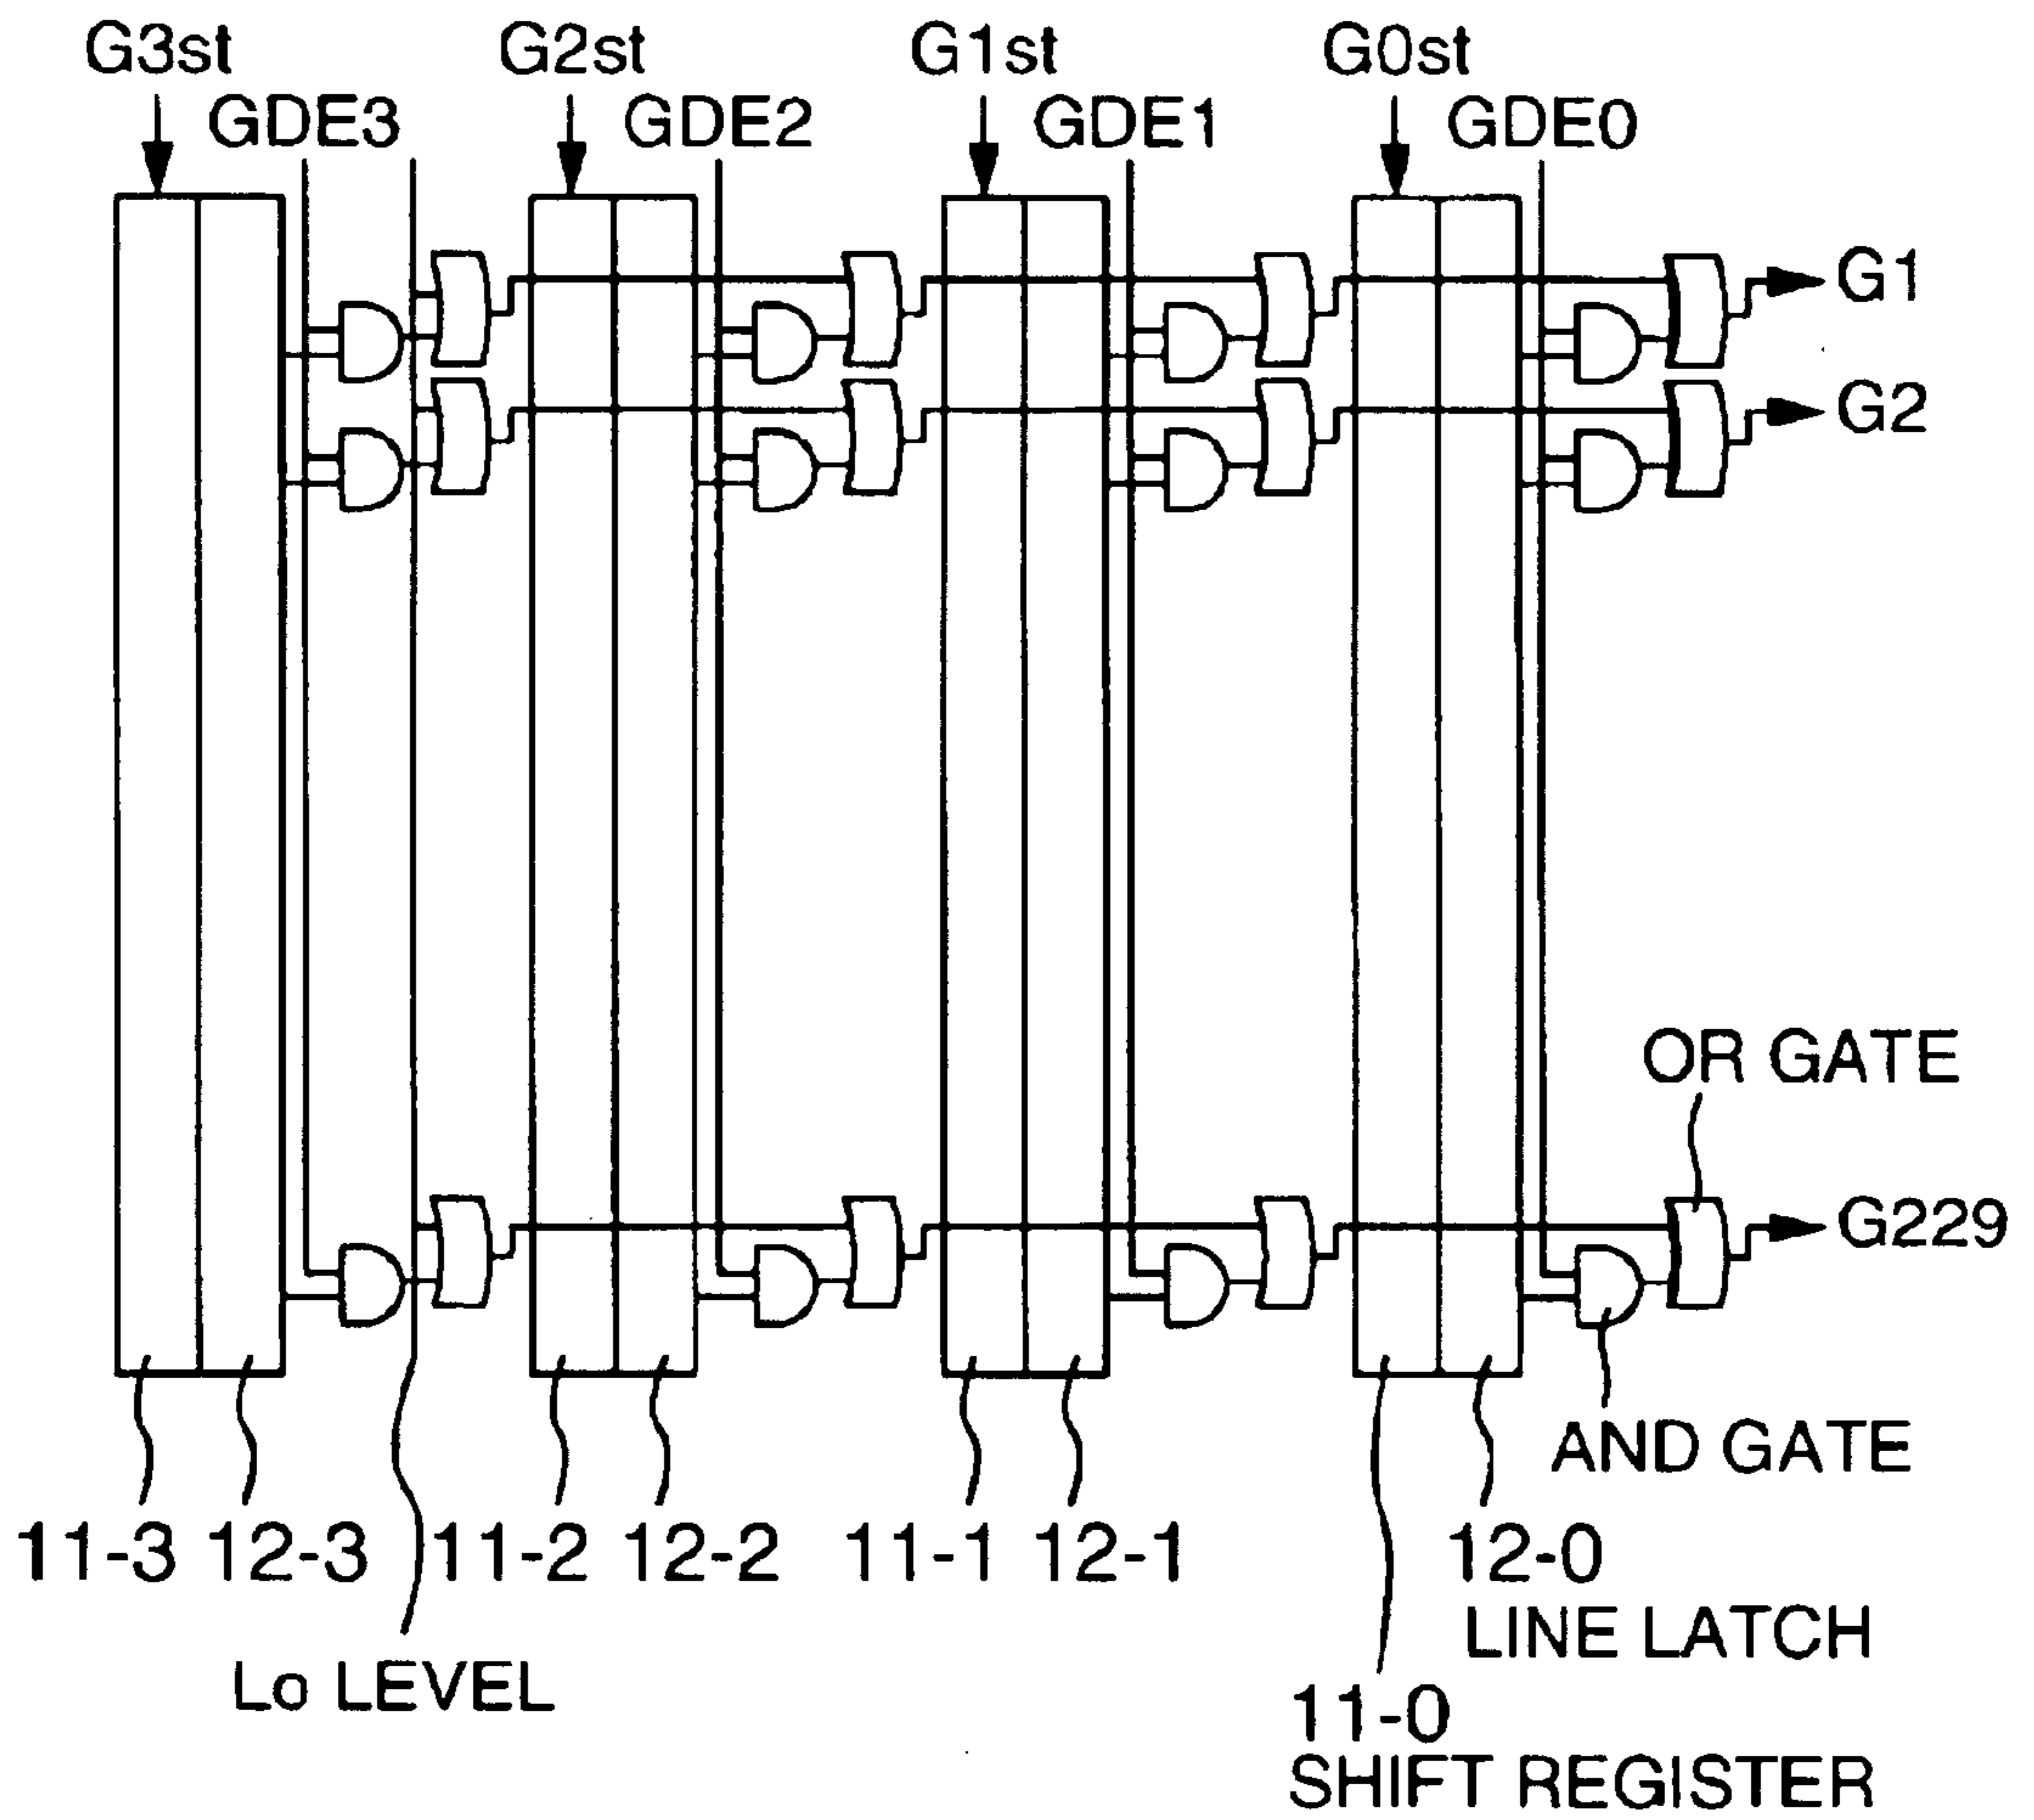 G3st G2st G1st G0st
GDE3 GDE2 GDE1 GDE0
G1
G2
OR GATE
G229
AND GATE
11-3 12-3 11-2 12-2 11-1 12-1 12-0
LINE LATCH
Lo LEVEL
11-0
SHIFT REGISTER